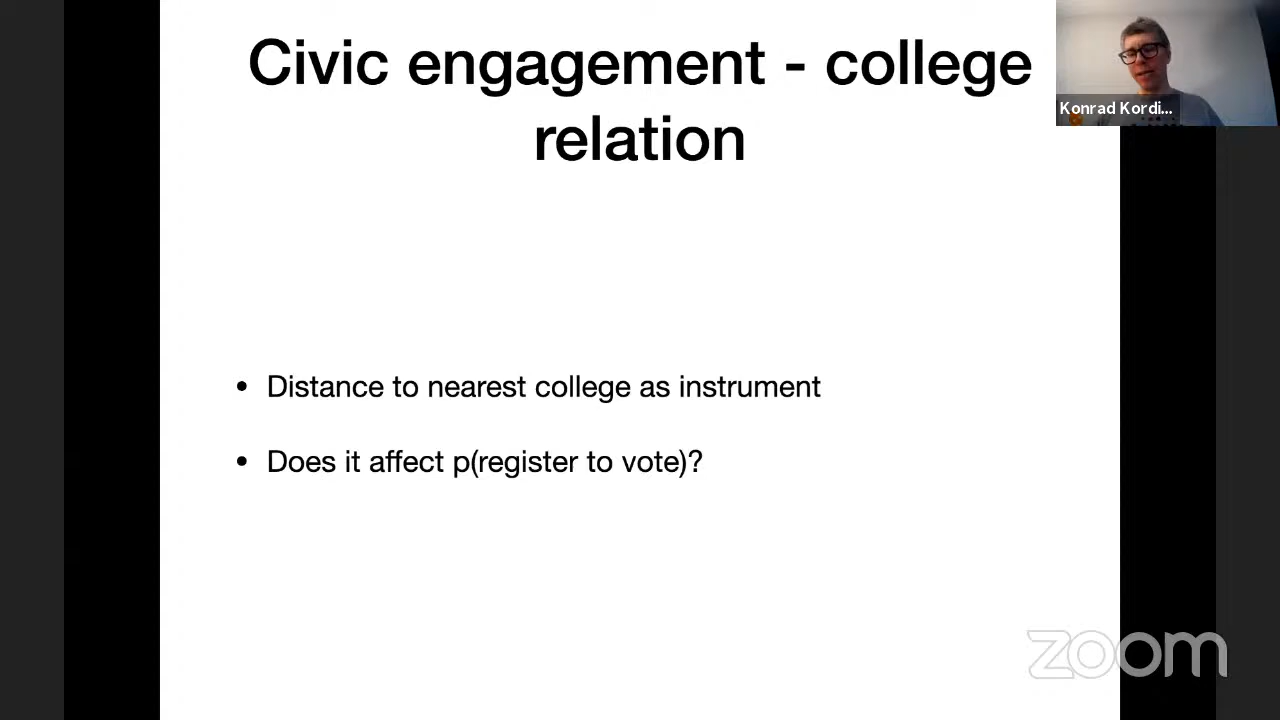 Civic engagement - college
relation
Konrad Kordi...
• Distance to nearest college as instrument
• Does it affect p(register to vote)?
zoom